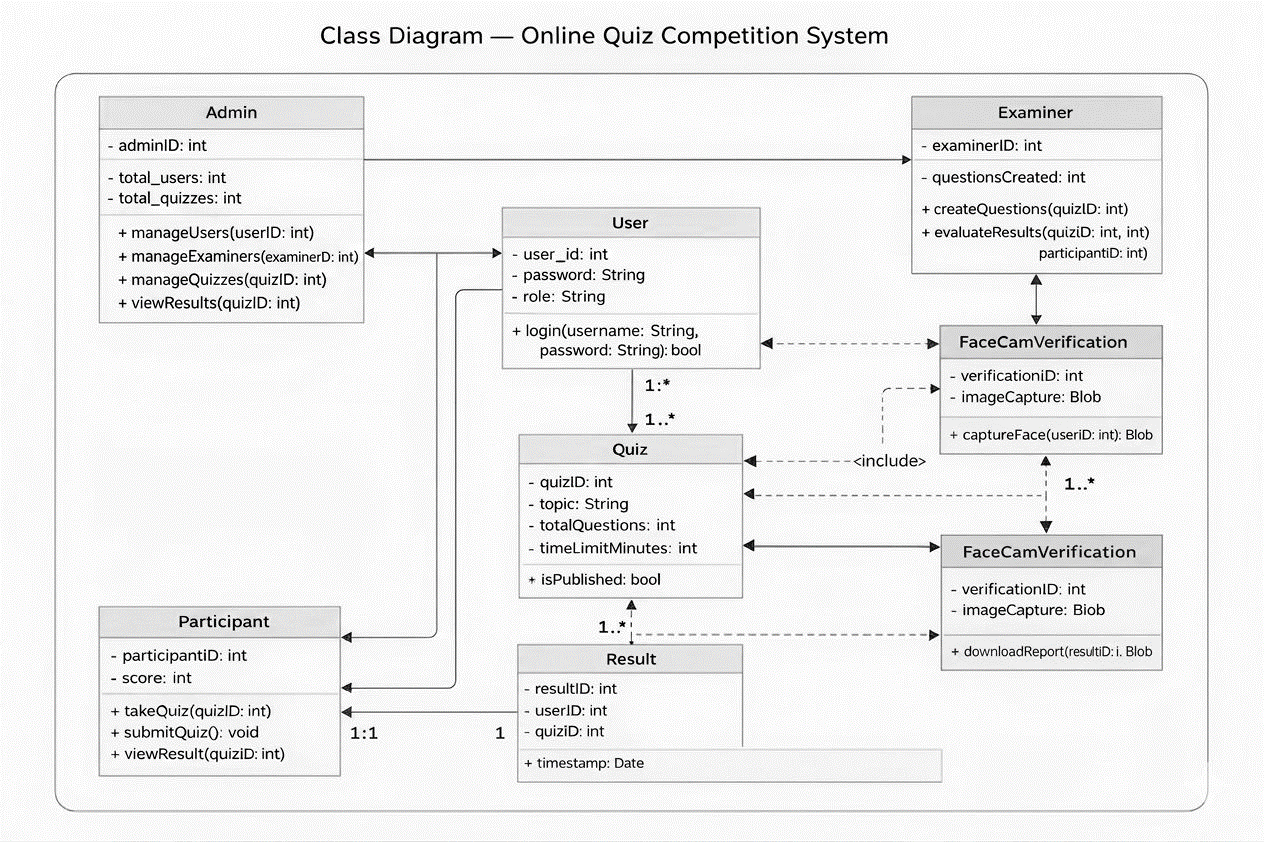 Class Diagram — Online Quiz Competition System
Admin
- adminID: int
- total_users: int
- total_quizzes: int
+ manageUsers(userID: int)
+ manageExaminers(examinerD: int)
+ manageQuizzes(quizID: int)
+ viewResults(quizID: int)
Examiner
- examinerID: int
- questionsCreated: int
+ createQuestions(quizID: int)
+ evaluateResults(quiziD: int, int)
participantiD: int)
User
- user_id: int
- password: String
- role: String
+ login(username: String,
password: String): bool
1:*
1..*
FaceCamVerification
- verificationiD: int
- imageCapture: Blob
+ captureFace(useriD: int): Blob
<include>
1..*
Quiz
- quizID: int
- topic: String
- totalQuestions: int
- timeLimitMinutes: int
+ isPublished: bool
1..*
FaceCamVerification
- verificationID: int
- imageCapture: Biob
+ downloadReport(resultiD: i. Blob
Participant
- participantiD: int
- score: int
+ takeQuiz(quizID: int)
+ submitQuiz(): void
+ viewResult(quiziD: int)
1:1
1
Result
- resultID: int
- userID: int
- quiziD: int
+ timestamp: Date